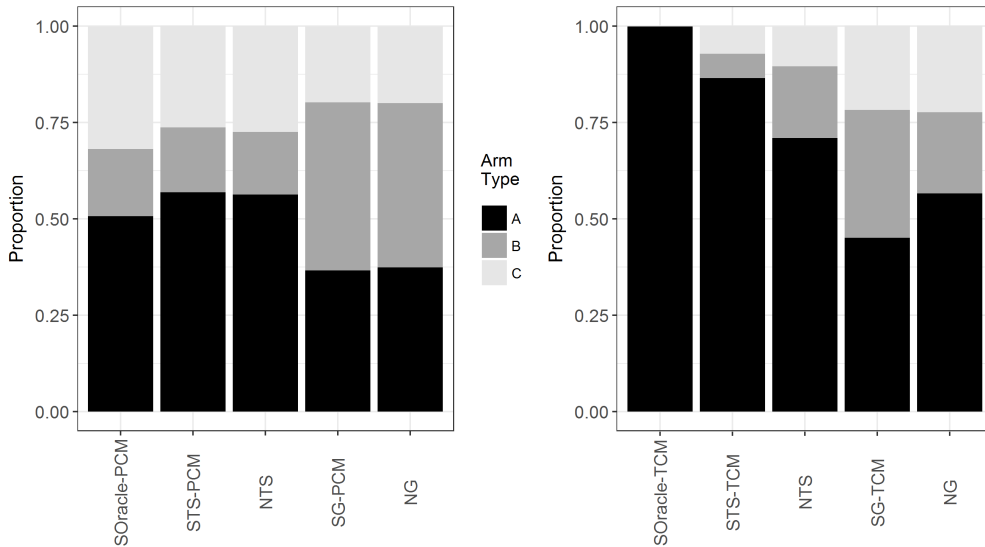 1.00
0.75
0.50
0.25
0.00
Proportion
SOracle-PCM
STS-PCM
NTS
SG-PCM
NG
Arm
Type
A
B
C
1.00
0.75
0.50
0.25
0.00
Proportion
SOracle-TCM
STS-TCM
NTS
SG-TCM
NG